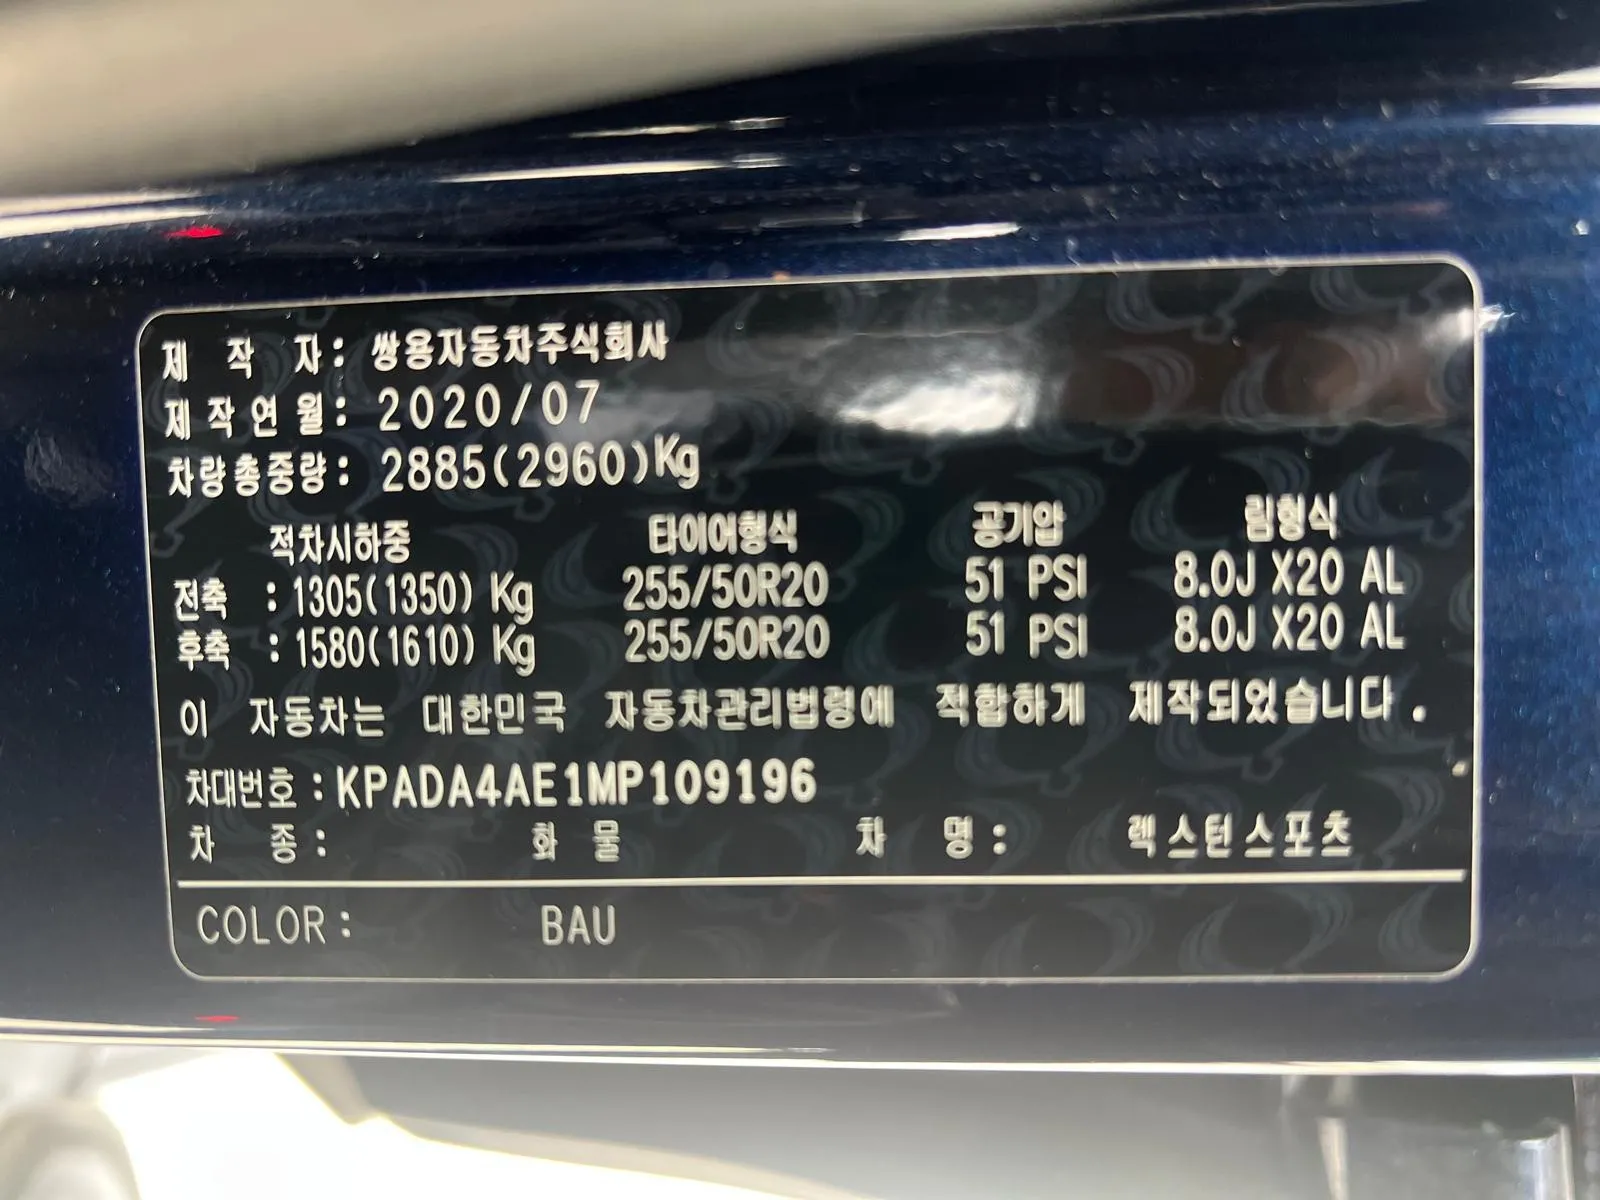 제 작 자: 쌍용자동차주식회사
제작연월: 2020/07
차량총중량: 2885(2960)Kg
적차시하중 타이어형식 공기압 림형식
전축 : 1305(1350) Kg 255/50R20 51 PSI 8.0J X20 AL
후축 : 1580(1610) Kg 255/50R20 51 PSI 8.0J X20 AL
이 자동차는 대한민국 자동차관리법령에 적합하게 제작되었습니다.
차대번호: KPADA4AE1MP109196
차 종: 화 물 차 명: 렉스턴스포츠
COLOR: BAU